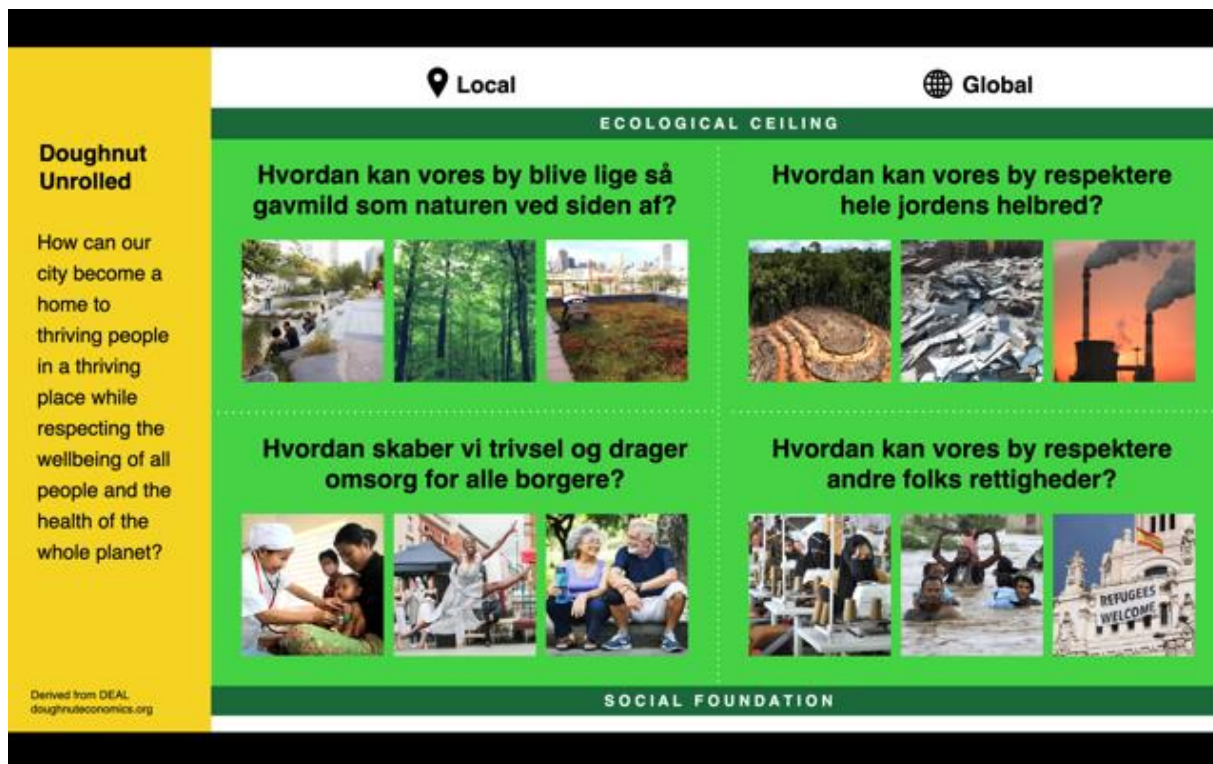 Local
Global
ECOLOGICAL CEILING
Doughnut
Unrolled
How can our
city become a
home to
thriving people
in a thriving
place while
respecting the
wellbeing of all
people and the
health of the
whole planet?
Derived from DEAL
doughnuteconomics.org
Hvordan kan vores by blive lige så
gavmild som naturen ved siden af?
Hvordan kan vores by respektere
hele jordens helbred?
Hvordan skaber vi trivsel og drager
omsorg for alle borgere?
Hvordan kan vores by respektere
andre folks rettigheder?
REFUGEES
WELCOME
SOCIAL FOUNDATION